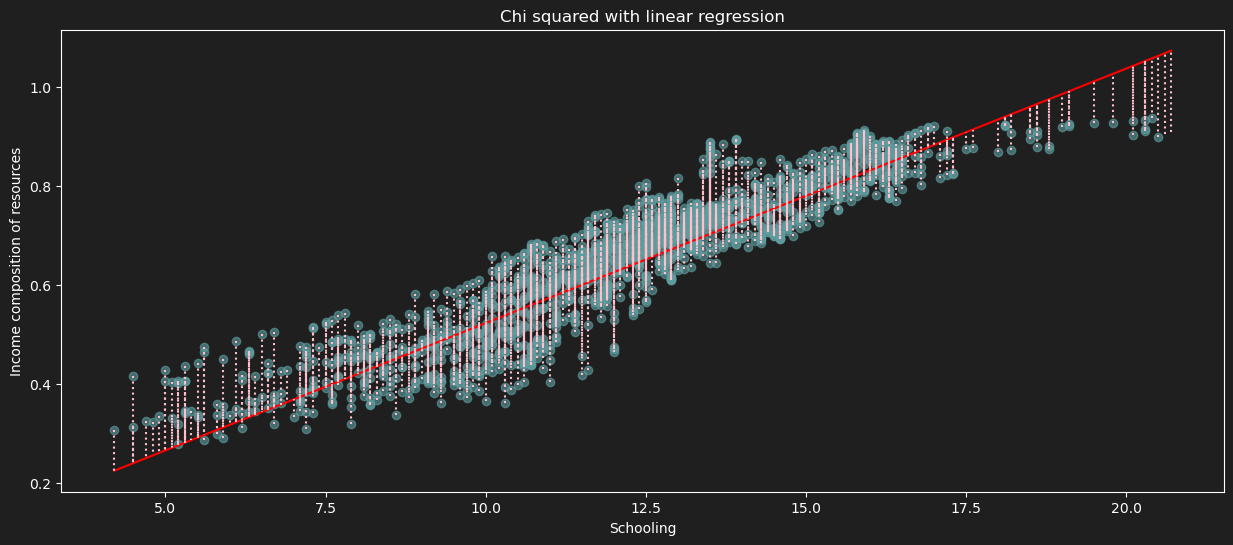 Chi squared with linear regression
Income composition of resources
1.0
0.8
0.6
0.4
0.2
5.0 7.5 10.0 12.5 15.0 17.5 20.0
Schooling